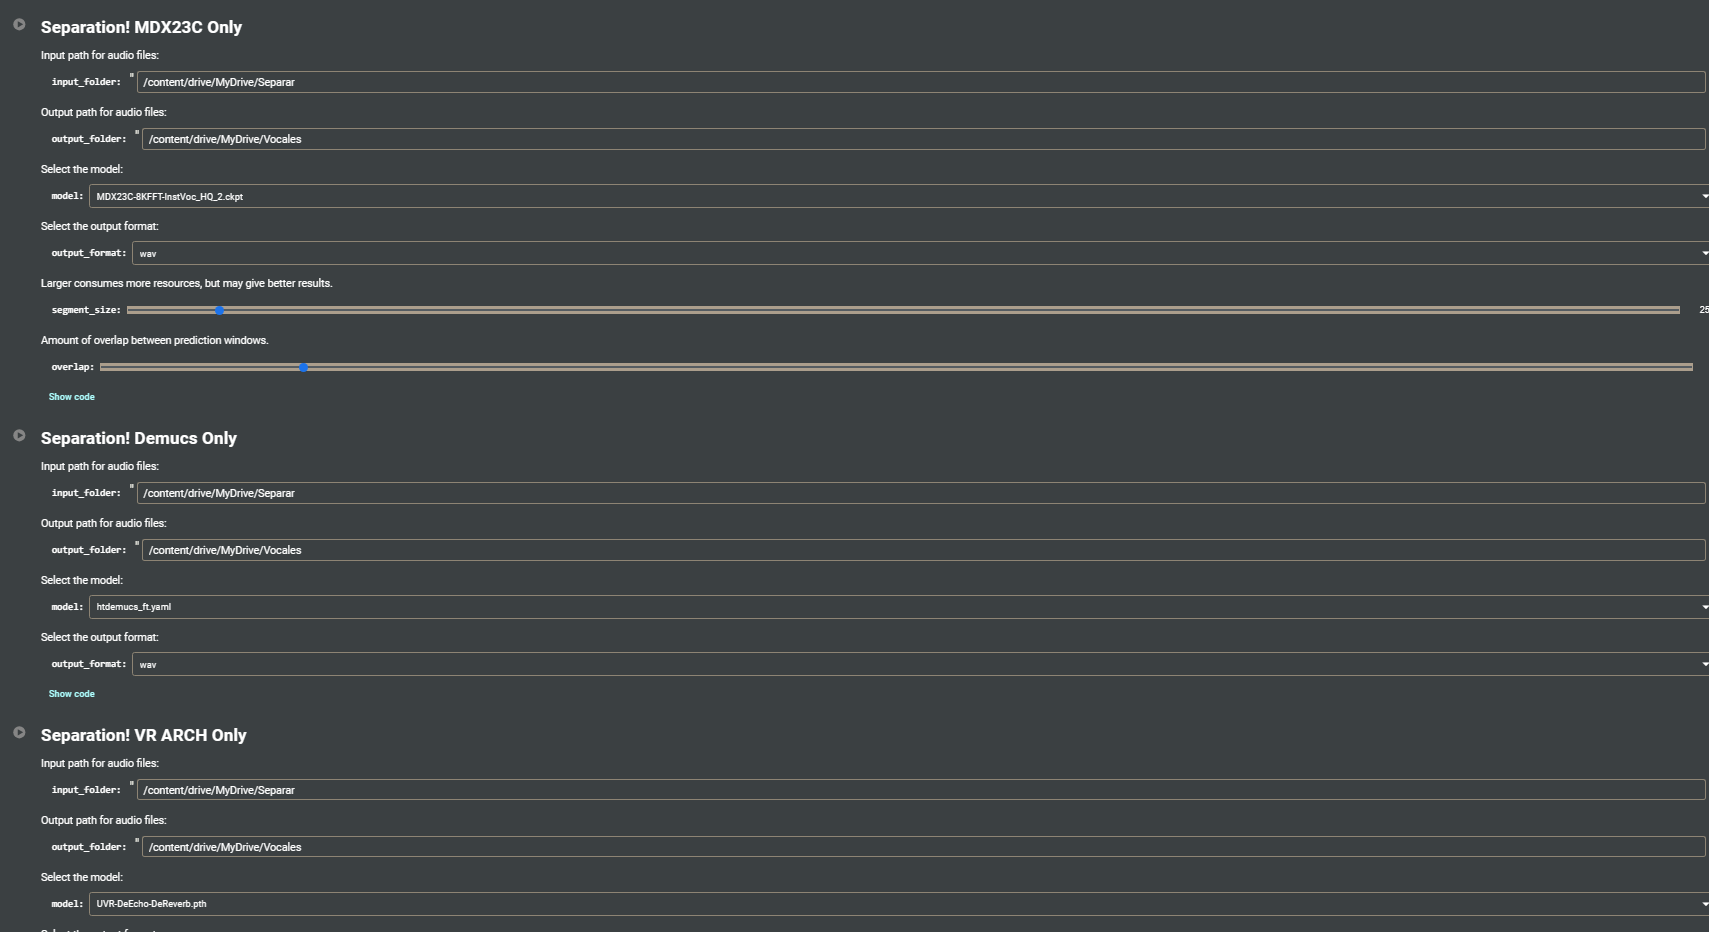 Separation! MDX23C Only
Input path for audio files:
input_folder: " /content/drive/MyDrive/Separar
Output path for audio files:
output_folder: " /content/drive/MyDrive/Vocales
Select the model:
model: MDX23C-8KFFT-InstVoc_HQ_2.ckpt
Select the output format:
output_format: wav
Larger consumes more resources, but may give better results.
segment_size: 25
Amount of overlap between prediction windows.
overlap:
Show code
Separation! Demucs Only
Input path for audio files:
input_folder: " /content/drive/MyDrive/Separar
Output path for audio files:
output_folder: " /content/drive/MyDrive/Vocales
Select the model:
model: htdemucs_ft.yaml
Select the output format:
output_format: wav
Show code
Separation! VR ARCH Only
Input path for audio files:
input_folder: " /content/drive/MyDrive/Separar
Output path for audio files:
output_folder: " /content/drive/MyDrive/Vocales
Select the model:
model: UVR-DeEcho-DeReverb.pth